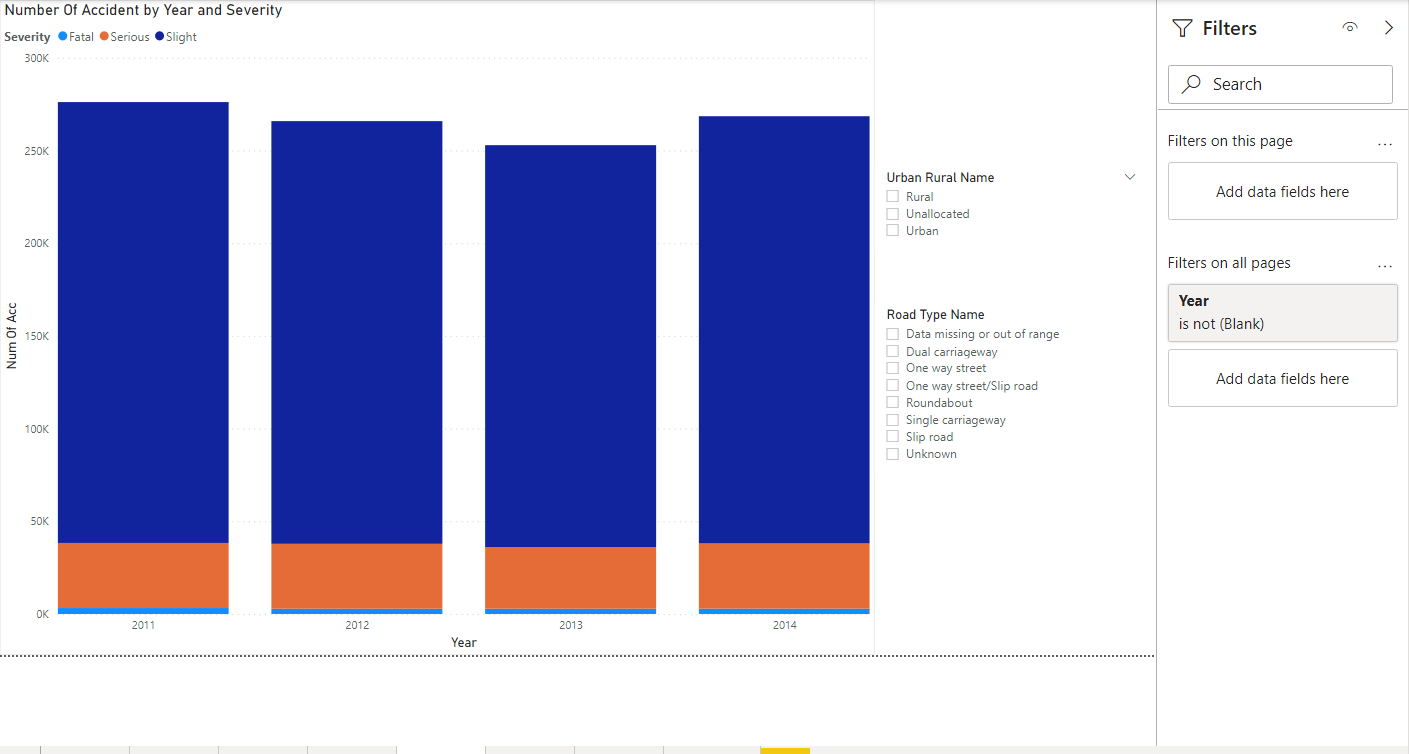 Number Of Accident by Year and Severity
Severity Fatal Serious Slight
300K
250K
200K
150K
100K
50K
0K
Num Of Acc
2011 2012 2013 2014
Year
Urban Rural Name
Rural
Unallocated
Urban
Road Type Name
Data missing or out of range
Dual carriageway
One way street
One way street/Slip road
Roundabout
Single carriageway
Slip road
Unknown
Filters
Search
Filters on this page ...
Add data fields here
Filters on all pages ...
Year
is not (Blank)
Add data fields here